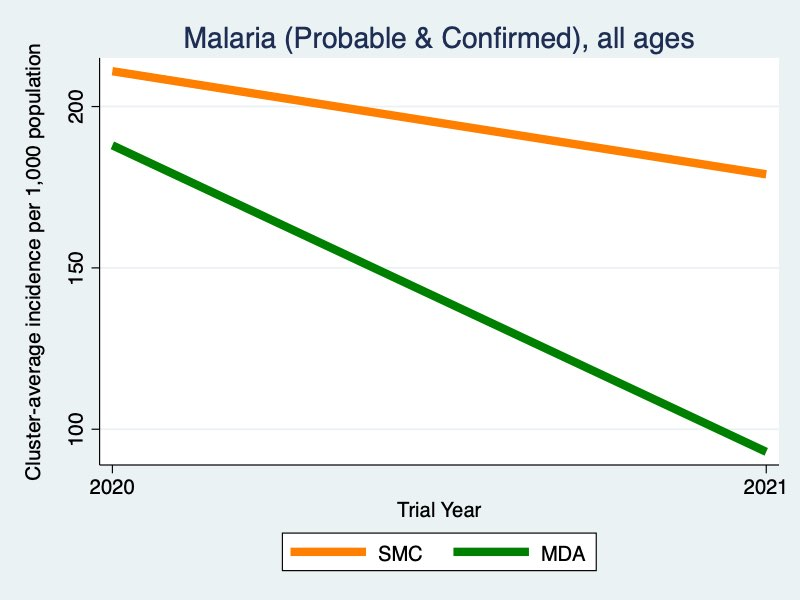 Malaria (Probable & Confirmed), all ages
Cluster-average incidence per 1,000 population
200
150
100
2020
2021
Trial Year
SMC
MDA